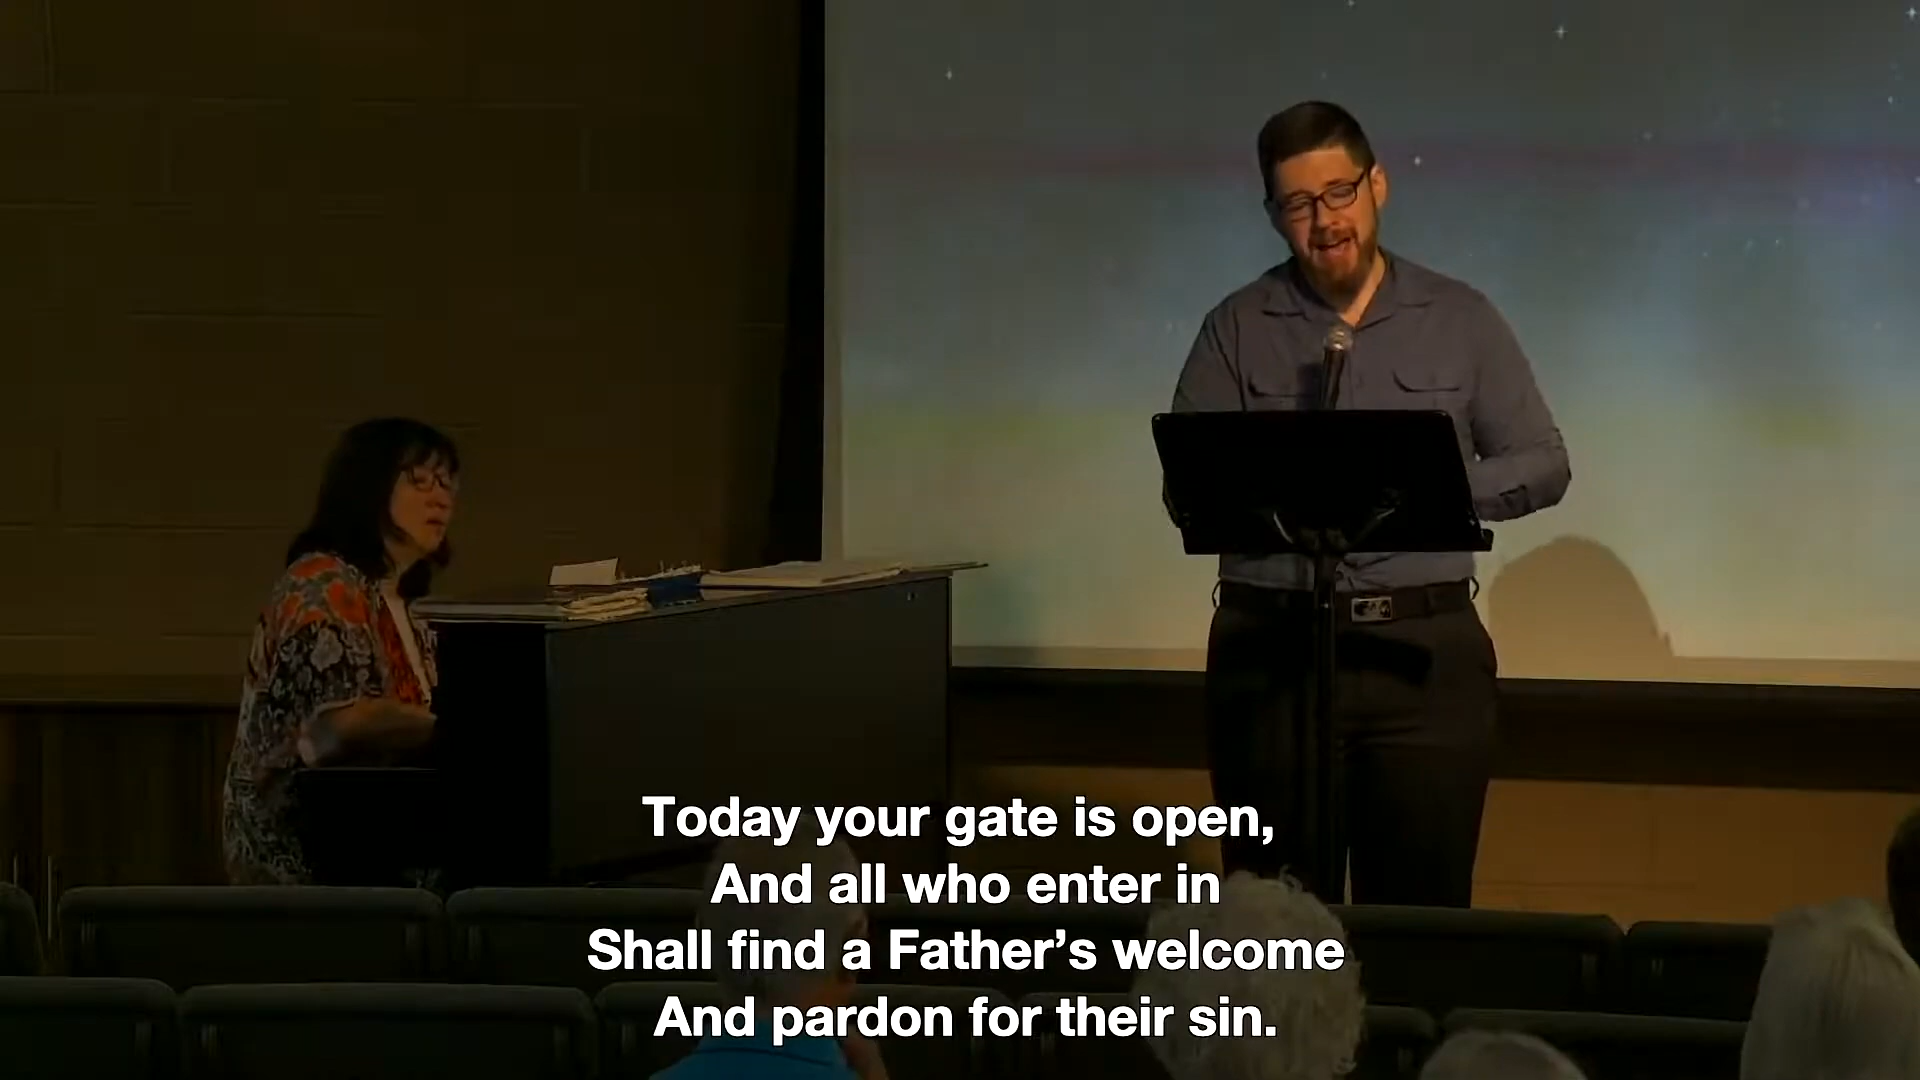 Today your gate is open,
And all who enter in
Shall find a Father’s welcome
And pardon for their sin.